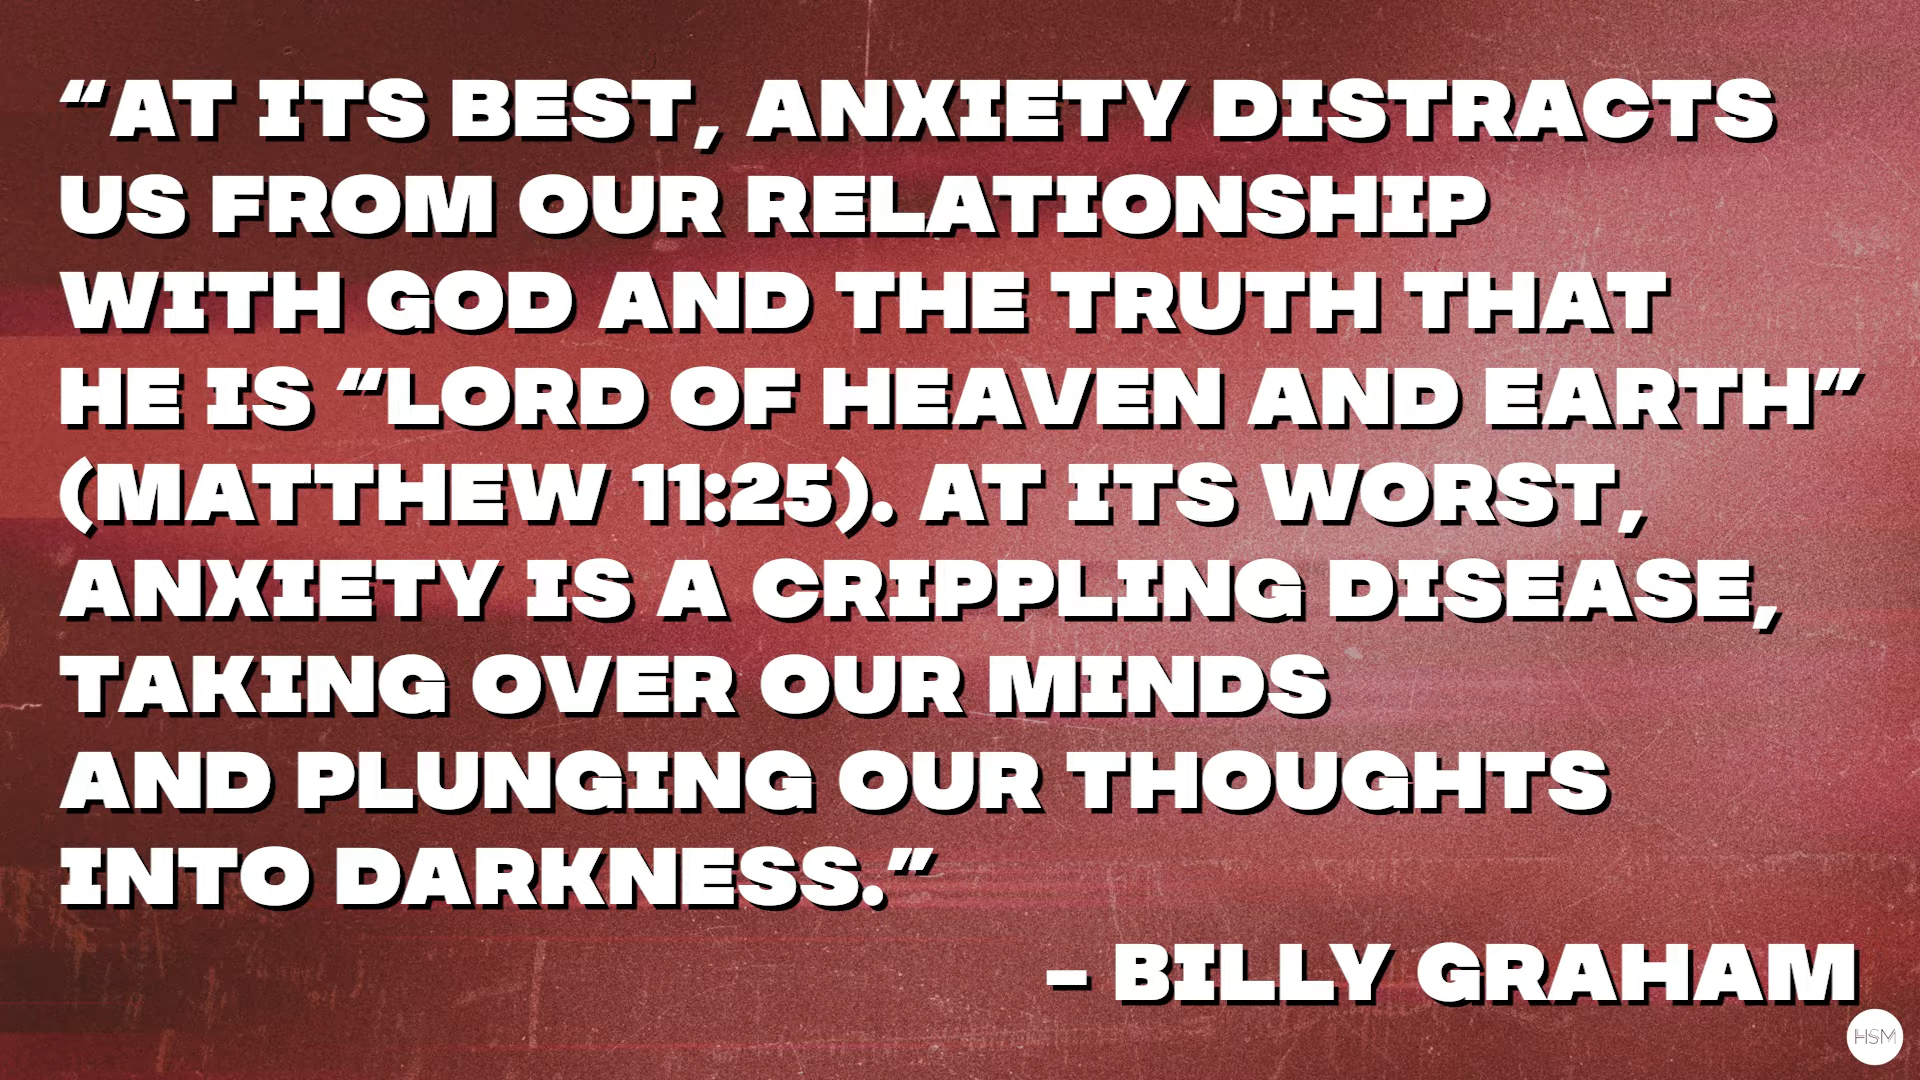 “AT ITS BEST, ANXIETY DISTRACTS
US FROM OUR RELATIONSHIP
WITH GOD AND THE TRUTH THAT
HE IS “LORD OF HEAVEN AND EARTH”
(MATTHEW 11:25). AT ITS WORST,
ANXIETY IS A CRIPPLING DISEASE,
TAKING OVER OUR MINDS
AND PLUNGING OUR THOUGHTS
INTO DARKNESS.”
- BILLY GRAHAM
HSM